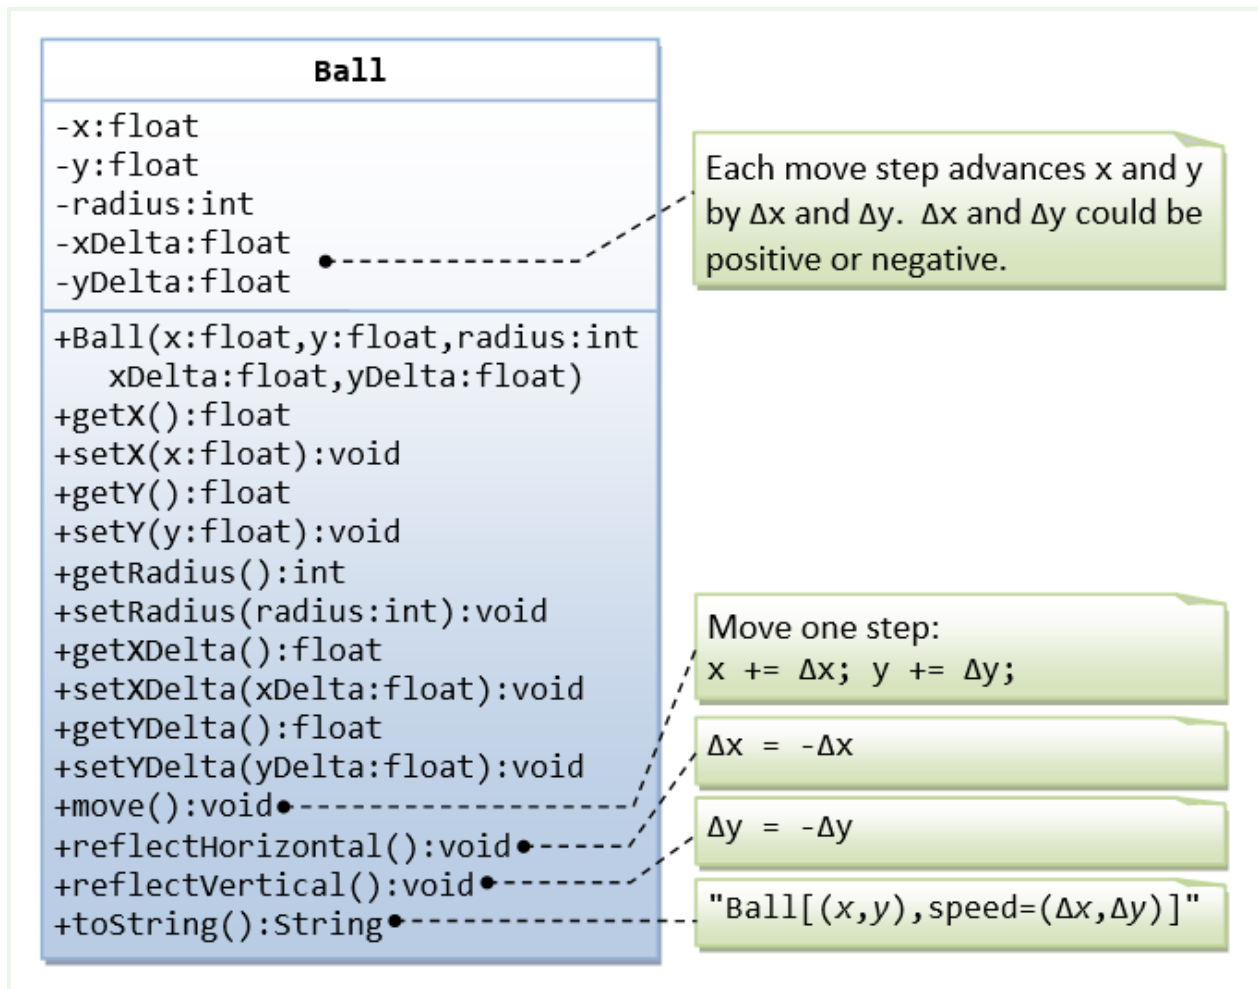 Ball
-x:float
-y:float
-radius:int
-xDelta:float
-yDelta:float
Each move step advances x and y
by Δx and Δy. Δx and Δy could be
positive or negative.
+Ball(x:float,y:float,radius:int
xDelta:float,yDelta:float)
+getX():float
+setX(x:float):void
+getY():float
+setY(y:float):void
+getRadius():int
+setRadius(radius:int):void
+getXDelta():float
+setXDelta(xDelta:float):void
+getYDelta():float
+setYDelta(yDelta:float):void
+move():void
+reflectHorizontal():void
+reflectVertical():void
+toString():String
Move one step:
x += Δx; y += Δy;
Δx = -Δx
Δy = -Δy
"Ball[(x,y),speed=(Δx,Δy)]"